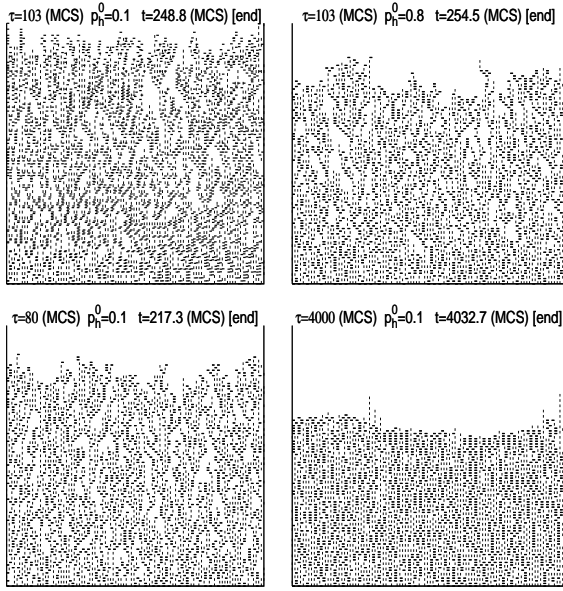 τ=103 (MCS) p_h^0=0.1 t=248.8 (MCS) [end]
τ=103 (MCS) p_h^0=0.8 t=254.5 (MCS) [end]
τ=80 (MCS) p_h^0=0.1 t=217.3 (MCS) [end]
τ=4000 (MCS) p_h^0=0.1 t=4032.7 (MCS) [end]